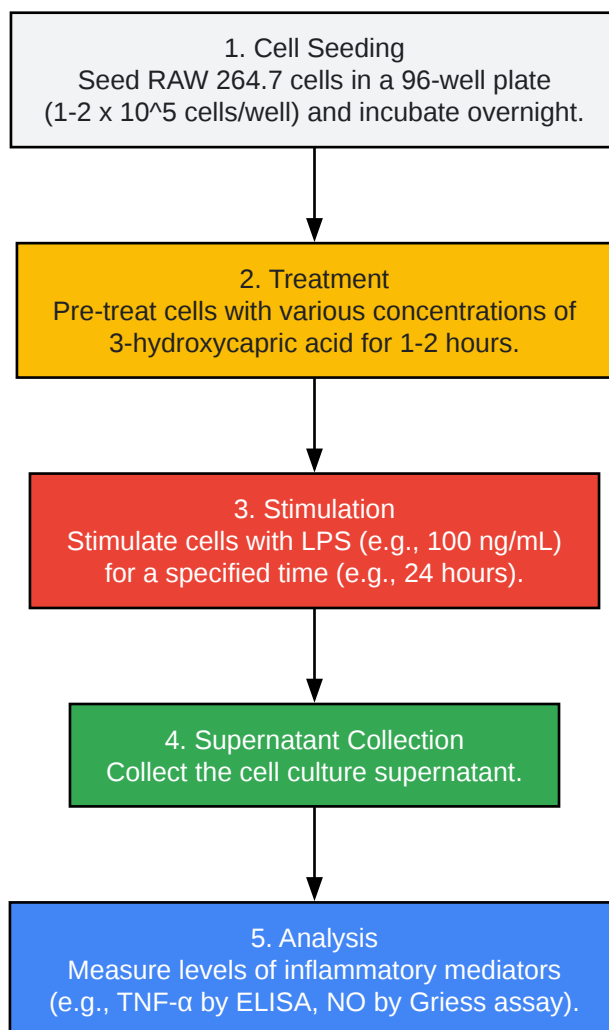 1. Cell Seeding
Seed RAW 264.7 cells in a 96-well plate
(1-2 x 10^5 cells/well) and incubate overnight.
2. Treatment
Pre-treat cells with various concentrations of
3-hydroxycapric acid for 1-2 hours.
3. Stimulation
Stimulate cells with LPS (e.g., 100 ng/mL)
for a specified time (e.g., 24 hours).
4. Supernatant Collection
Collect the cell culture supernatant.
5. Analysis
Measure levels of inflammatory mediators
(e.g., TNF-α by ELISA, NO by Griess assay).